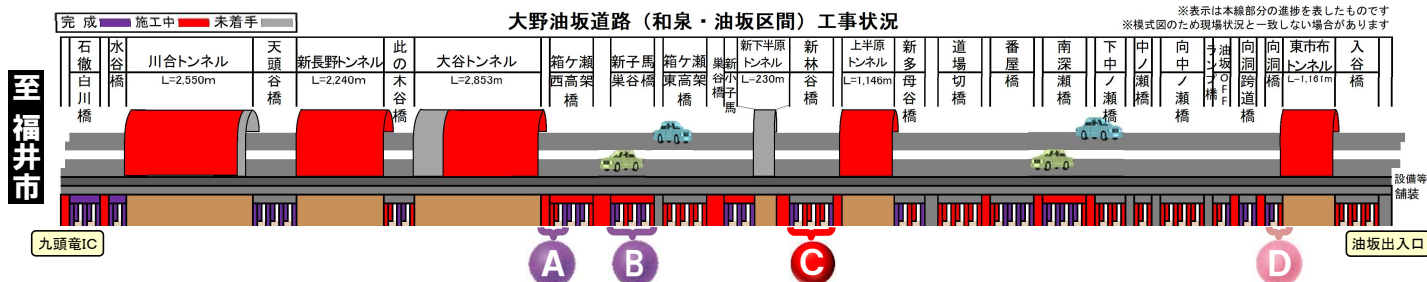 完成 施工中 未着手
大野油坂道路（和泉・油坂区間）工事状況
※表示は本線部分の進捗を表したものです
※模式図のため現場状況と一致しない場合があります
至 福井市
石徹白川橋
水谷橋
川合トンネル
L=2,550m
天頭谷橋
新長野トンネル
L=2,240m
此の木谷橋
大谷トンネル
L=2,853m
箱ケ瀬西高架橋
新子馬巣谷橋
箱ケ瀬東高架橋
新小子馬巣谷橋
新下半原トンネル
L=230m
新林谷橋
上半原トンネル
L=1,146m
新多母谷橋
道場切橋
番屋橋
南深瀬橋
下中ノ瀬橋
中ノ瀬橋
向中ノ瀬橋
油坂OFFランプ橋
向洞跨道橋
向洞橋
東市布トンネル
L=1,161m
入谷橋
設備等
舗装
九頭竜IC
A
B
C
D
油坂出入口